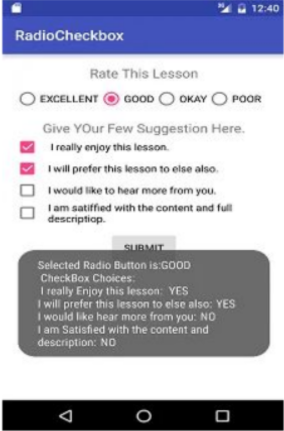 12:40
RadioCheckbox
Rate This Lesson
EXCELLENT GOOD OKAY POOR
Give YOur Few Suggestion Here.
I really enjoy this lesson.
I will prefer this lesson to else also.
I would like to hear more from you.
I am satiffied with the content and full
descriptiop.
SUBMIT
Selected Radio Button is:GOOD
CheckBox Choices:
I really Enjoy this lesson: YES
I will prefer this lesson to else also: YES
I would like hear more from you: NO
I am Satisfied with the content and
description: NO